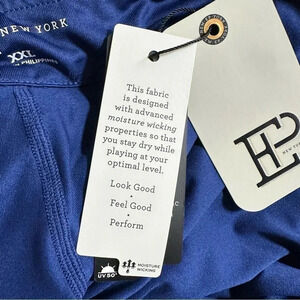 NEW YORK
XXL
PHILIPPINES
This fabric
is designed
with advanced
moisture wicking
properties so that
you stay dry while
playing at your
optimal level.
Look Good
·
Feel Good
·
Perform
UV 50+
MOISTURE
WICKING
EP
NEW YORK